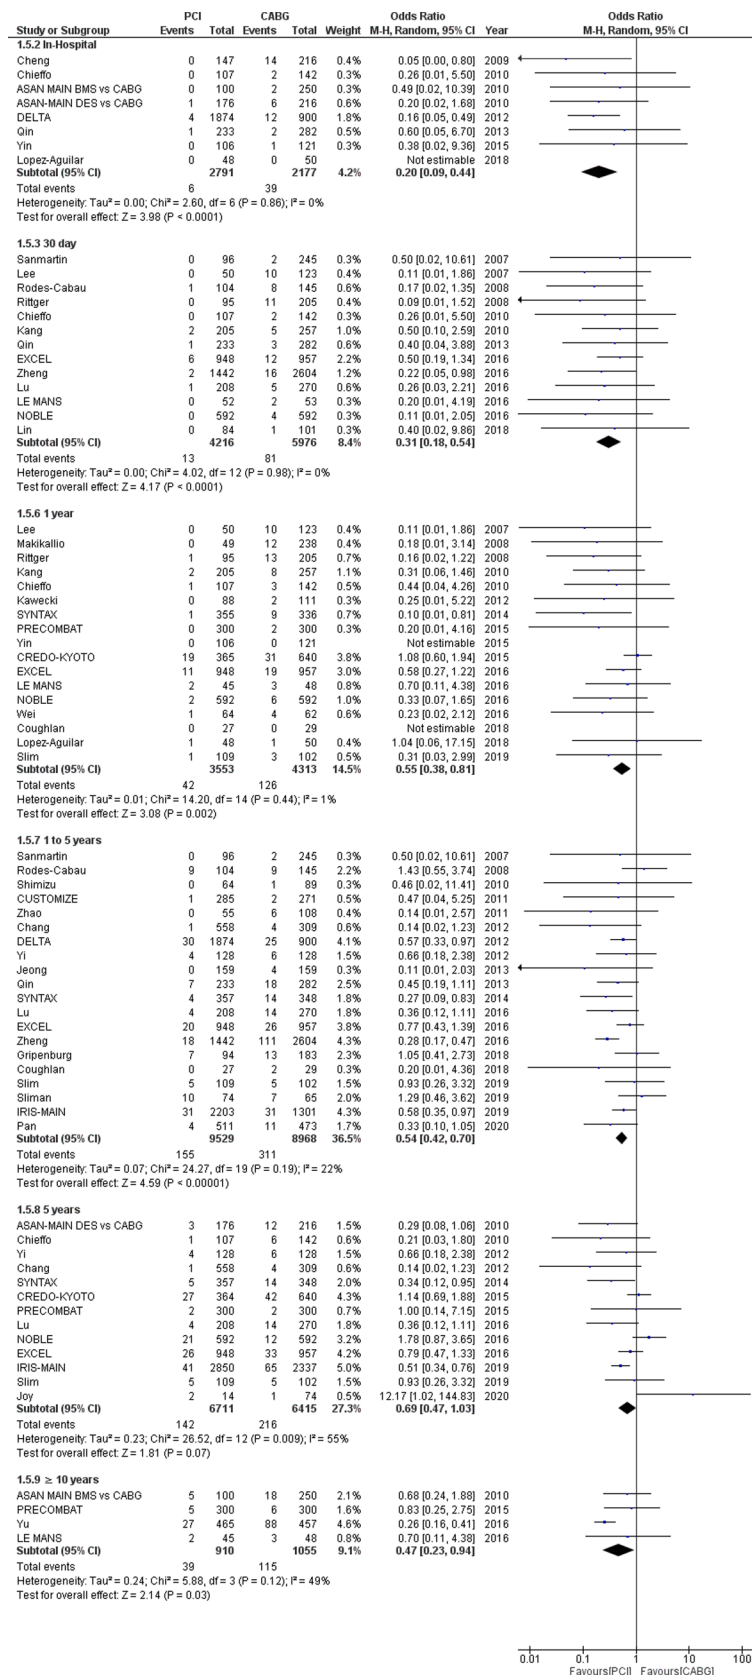 PCI CABG Odds Ratio Odds Ratio
Study or Subgroup Events Total Events Total Weight M-H, Random, 95% CI Year M-H, Random, 95% CI
1.5.2 In-Hospital
Cheng 0 147 14 216 0.4% 0.05 [0.00, 0.80] 2009
Chieffo 0 107 2 142 0.3% 0.26 [0.01, 5.50] 2010
ASAN MAIN BMS vs CABG 0 100 2 250 0.3% 0.49 [0.02, 10.39] 2010
ASAN-MAIN DES vs CABG 1 176 6 216 0.6% 0.20 [0.02, 1.68] 2010
DELTA 4 1874 12 900 1.8% 0.16 [0.05, 0.49] 2012
Qin 1 233 2 282 0.5% 0.60 [0.05, 6.70] 2013
Yin 0 106 1 121 0.3% 0.38 [0.02, 9.36] 2015
Lopez-Aguilar 0 48 0 50 Not estimable 2018
Subtotal (95% CI) 2791 2177 4.2% 0.20 [0.09, 0.44]
Total events 6 39
Heterogeneity: Tau² = 0.00; Chi² = 2.60, df = 6 (P = 0.86); I² = 0%
Test for overall effect: Z = 3.98 (P < 0.0001)
1.5.3 30 day
Sanmartin 0 96 2 245 0.3% 0.50 [0.02, 10.61] 2007
Lee 0 50 10 123 0.4% 0.11 [0.01, 1.86] 2007
Rodes-Cabau 1 104 8 145 0.7% 0.17 [0.02, 1.35] 2008
Rittger 0 95 11 205 0.4% 0.09 [0.01, 1.52] 2008
Chieffo 0 107 2 142 0.3% 0.26 [0.01, 5.50] 2010
Kang 2 205 5 257 1.0% 0.50 [0.10, 2.59] 2010
Qin 1 233 3 282 0.6% 0.40 [0.04, 3.88] 2013
EXCEL 6 948 12 957 2.2% 0.50 [0.19, 1.34] 2016
Zheng 2 1442 16 2604 1.2% 0.22 [0.05, 0.98] 2016
Lu 1 208 5 270 0.6% 0.26 [0.03, 2.21] 2016
LE MANS 0 52 2 53 0.3% 0.20 [0.01, 4.19] 2016
NOBLE 0 592 4 592 0.4% 0.11 [0.01, 2.05] 2016
Lin 0 84 1 101 0.3% 0.40 [0.02, 9.86] 2018
Subtotal (95% CI) 4216 5976 8.4% 0.31 [0.18, 0.54]
Total events 13 81
Heterogeneity: Tau² = 0.00; Chi² = 4.02, df = 12 (P = 0.98); I² = 0%
Test for overall effect: Z = 4.17 (P < 0.0001)
1.5.6 1 year
Lee 0 50 10 123 0.4% 0.11 [0.01, 1.86] 2007
Makikallio 0 49 12 238 0.4% 0.18 [0.01, 3.14] 2008
Rittger 1 95 13 205 0.7% 0.16 [0.02, 1.22] 2008
Kang 2 205 8 257 1.1% 0.31 [0.06, 1.46] 2010
Chieffo 1 107 3 142 0.5% 0.44 [0.04, 4.26] 2010
Kawecki 0 88 2 111 0.3% 0.25 [0.01, 5.22] 2012
SYNTAX 1 355 9 336 0.7% 0.10 [0.01, 0.81] 2014
PRECOMBAT 0 300 2 300 0.3% 0.20 [0.01, 4.16] 2015
Yin 0 106 0 121 Not estimable 2015
CREDO-KYOTO 19 365 31 640 3.8% 1.08 [0.60, 1.94] 2015
EXCEL 11 948 19 957 3.0% 0.58 [0.27, 1.22] 2016
LE MANS 2 45 3 48 0.8% 0.70 [0.11, 4.38] 2016
NOBLE 2 592 6 592 1.0% 0.33 [0.07, 1.65] 2016
Wei 1 64 4 62 0.6% 0.23 [0.02, 2.12] 2016
Coughlan 0 27 0 29 Not estimable 2018
Lopez-Aguilar 1 48 1 50 0.4% 1.04 [0.06, 17.15] 2018
Slim 1 109 3 102 0.5% 0.31 [0.03, 2.99] 2019
Subtotal (95% CI) 3553 4313 14.5% 0.55 [0.38, 0.81]
Total events 42 126
Heterogeneity: Tau² = 0.01; Chi² = 14.20, df = 14 (P = 0.44); I² = 1%
Test for overall effect: Z = 3.08 (P = 0.002)
1.5.7 1 to 5 years
Sanmartin 0 96 2 245 0.3% 0.50 [0.02, 10.61] 2007
Rodes-Cabau 9 104 9 145 2.2% 1.43 [0.55, 3.74] 2008
Shimizu 0 64 1 89 0.3% 0.46 [0.02, 11.41] 2010
CUSTOMIZE 1 285 2 271 0.5% 0.47 [0.04, 5.25] 2011
Zhao 0 55 6 108 0.4% 0.14 [0.01, 2.57] 2011
Chang 1 558 4 309 0.6% 0.14 [0.02, 1.23] 2012
DELTA 30 1874 25 900 4.1% 0.57 [0.33, 0.97] 2012
Yi 4 128 6 128 1.5% 0.66 [0.18, 2.38] 2012
Jeong 0 159 4 159 0.3% 0.11 [0.01, 2.03] 2013
Qin 7 233 18 282 2.5% 0.45 [0.19, 1.11] 2013
SYNTAX 4 357 14 348 1.8% 0.27 [0.09, 0.83] 2014
Lu 4 208 14 270 1.8% 0.36 [0.12, 1.11] 2016
EXCEL 20 948 26 957 3.8% 0.77 [0.43, 1.39] 2016
Zheng 18 1442 111 2604 4.3% 0.28 [0.17, 0.47] 2016
Gripenburg 7 94 13 183 2.2% 1.05 [0.41, 2.73] 2018
Coughlan 0 27 2 29 0.3% 0.20 [0.01, 4.36] 2018
Slim 5 109 5 102 1.5% 0.93 [0.26, 3.32] 2019
Sliman 10 74 7 65 2.0% 1.29 [0.46, 3.62] 2019
IRIS-MAIN 31 2203 31 1301 4.3% 0.58 [0.35, 0.97] 2019
Pan 4 511 11 473 1.7% 0.33 [0.10, 1.05] 2020
Subtotal (95% CI) 9529 8968 36.5% 0.54 [0.42, 0.70]
Total events 155 311
Heterogeneity: Tau² = 0.07; Chi² = 24.27, df = 19 (P = 0.19); I² = 22%
Test for overall effect: Z = 4.59 (P < 0.00001)
1.5.8 5 years
ASAN-MAIN DES vs CABG 3 176 12 216 1.5% 0.29 [0.08, 1.06] 2010
Chieffo 1 107 6 142 0.6% 0.21 [0.03, 1.80] 2010
Yi 4 128 6 128 1.5% 0.66 [0.18, 2.38] 2012
Chang 1 558 4 309 0.6% 0.14 [0.02, 1.23] 2012
SYNTAX 5 357 14 348 2.0% 0.34 [0.12, 0.95] 2014
CREDO-KYOTO 27 364 42 640 4.3% 1.14 [0.69, 1.88] 2015
PRECOMBAT 2 300 2 300 0.7% 1.00 [0.14, 7.15] 2015
Lu 4 208 14 270 1.8% 0.36 [0.12, 1.11] 2016
NOBLE 21 592 12 592 3.2% 1.78 [0.87, 3.65] 2016
EXCEL 26 948 33 957 4.2% 0.79 [0.47, 1.33] 2016
IRIS-MAIN 41 2850 65 2337 5.0% 0.51 [0.34, 0.76] 2019
Slim 5 109 5 102 1.5% 0.93 [0.26, 3.32] 2019
Joy 2 14 1 74 0.5% 12.17 [1.02, 144.83] 2020
Subtotal (95% CI) 6711 6415 27.3% 0.69 [0.47, 1.03]
Total events 142 216
Heterogeneity: Tau² = 0.23; Chi² = 26.52, df = 12 (P = 0.009); I² = 55%
Test for overall effect: Z = 1.81 (P = 0.07)
1.5.9 ≥ 10 years
ASAN MAIN BMS vs CABG 5 100 18 250 2.1% 0.68 [0.24, 1.88] 2010
PRECOMBAT 5 300 6 300 1.6% 0.83 [0.25, 2.75] 2015
Yu 27 465 88 457 4.6% 0.26 [0.16, 0.41] 2016
LE MANS 2 45 3 48 0.8% 0.70 [0.11, 4.38] 2016
Subtotal (95% CI) 910 1055 9.1% 0.47 [0.23, 0.94]
Total events 39 115
Heterogeneity: Tau² = 0.24; Chi² = 5.88, df = 3 (P = 0.12); I² = 49%
Test for overall effect: Z = 2.14 (P = 0.03)
0.01 0.1 1 10 100
Favours[PCI] Favours[CABG]